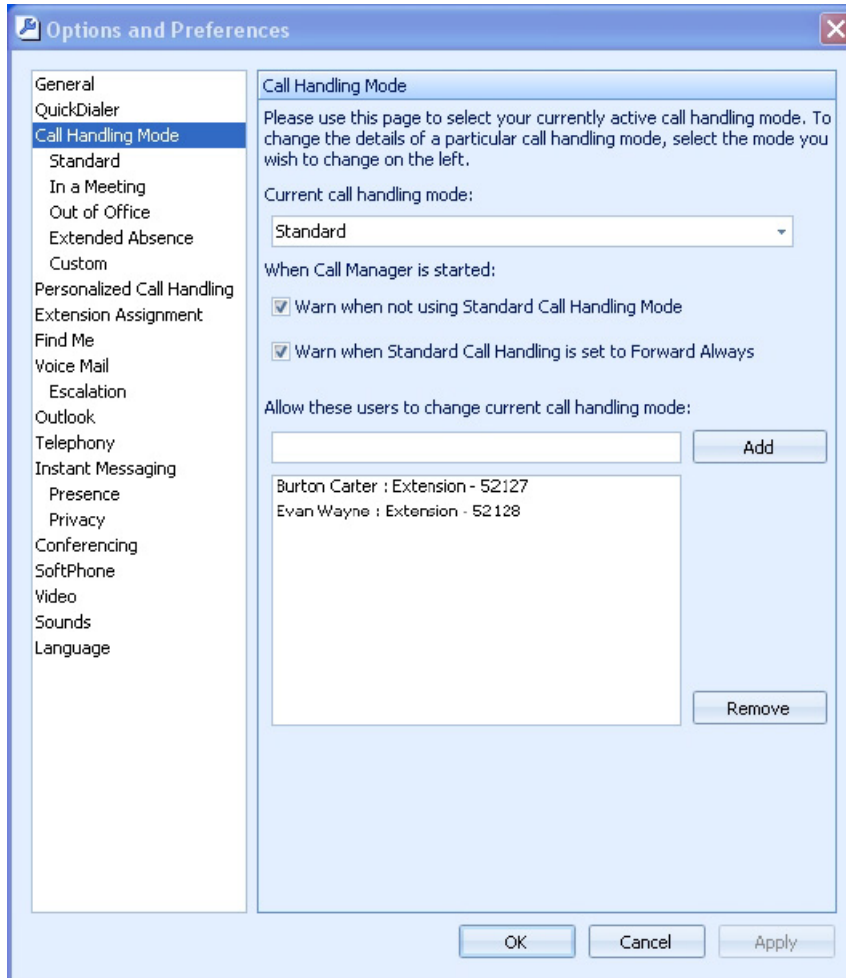 Options and Preferences
General
QuickDialer
Call Handling Mode
Standard
In a Meeting
Out of Office
Extended Absence
Custom
Personalized Call Handling
Extension Assignment
Find Me
Voice Mail
Escalation
Outlook
Telephony
Instant Messaging
Presence
Privacy
Conferencing
SoftPhone
Video
Sounds
Language
Call Handling Mode
Please use this page to select your currently active call handling mode. To
change the details of a particular call handling mode, select the mode you
wish to change on the left.
Current call handling mode:
Standard
When Call Manager is started:
Warn when not using Standard Call Handling Mode
Warn when Standard Call Handling is set to Forward Always
Allow these users to change current call handling mode:
Add
Burton Carter : Extension - 52127
Evan Wayne : Extension - 52128
Remove
OK
Cancel
Apply